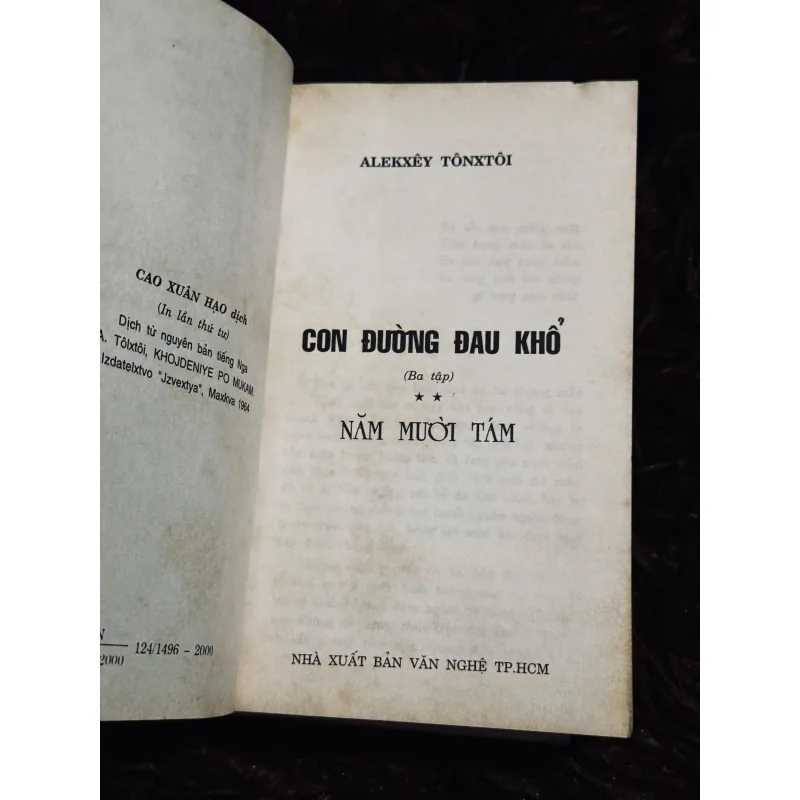 CAO XUÂN HẠO dịch
(In lần thứ tư)
Dịch từ nguyên bản tiếng Nga
A. Tôlxtôi, KHOJDENIYE PO MUKAM.
Izdatelxtvo "Jzvextya", Maxkva 1964
N
124/1496 - 2000
2000
ALEKXÊY TÔNXTÔI
CON ĐƯỜNG ĐAU KHỔ
(Ba tập)
★ ★
NĂM MƯỜI TÁM
NHÀ XUẤT BẢN VĂN NGHỆ TP.HCM